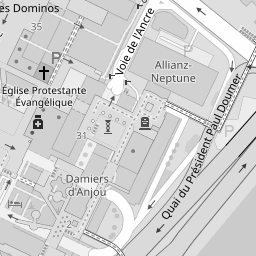 es Dominos
35
P
Voie de l'Ancre
Allianz-
Neptune
35
Église Protestante
Évangélique
31
P
Damiers
d'Anjou
Quai du Président Paul Doumer